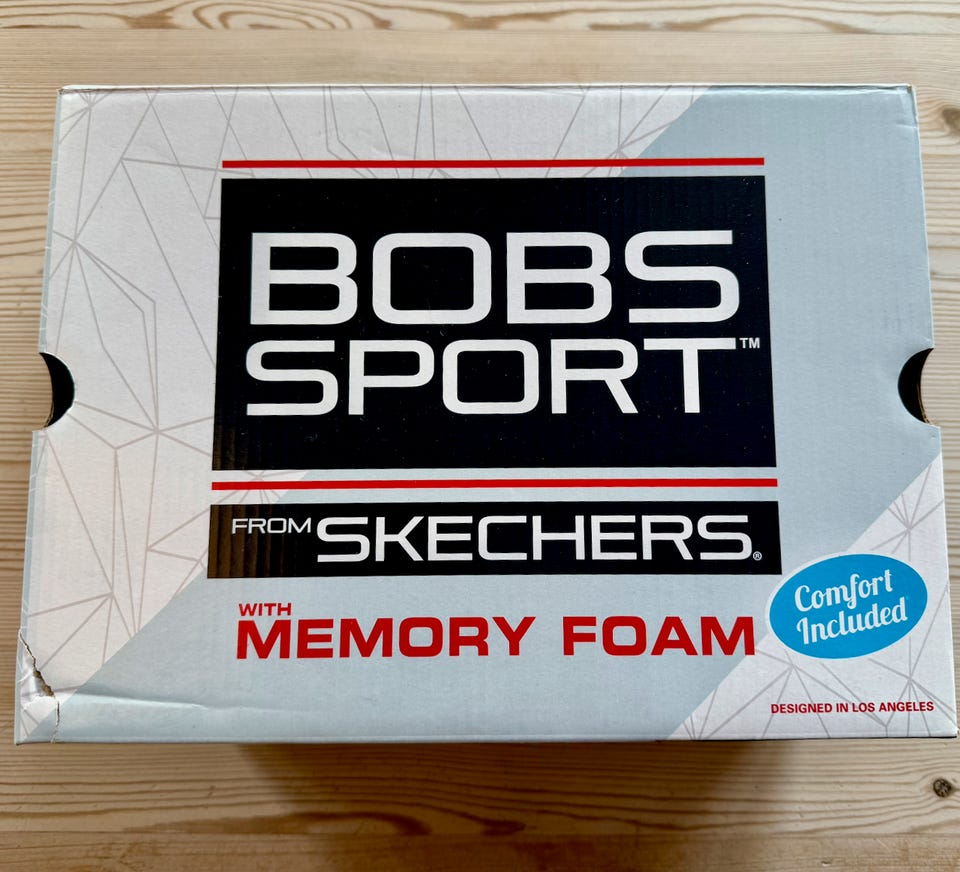 BOBS
SPORT™
FROM SKECHERS®
WITH
MEMORY FOAM
Comfort
Included
DESIGNED IN LOS ANGELES